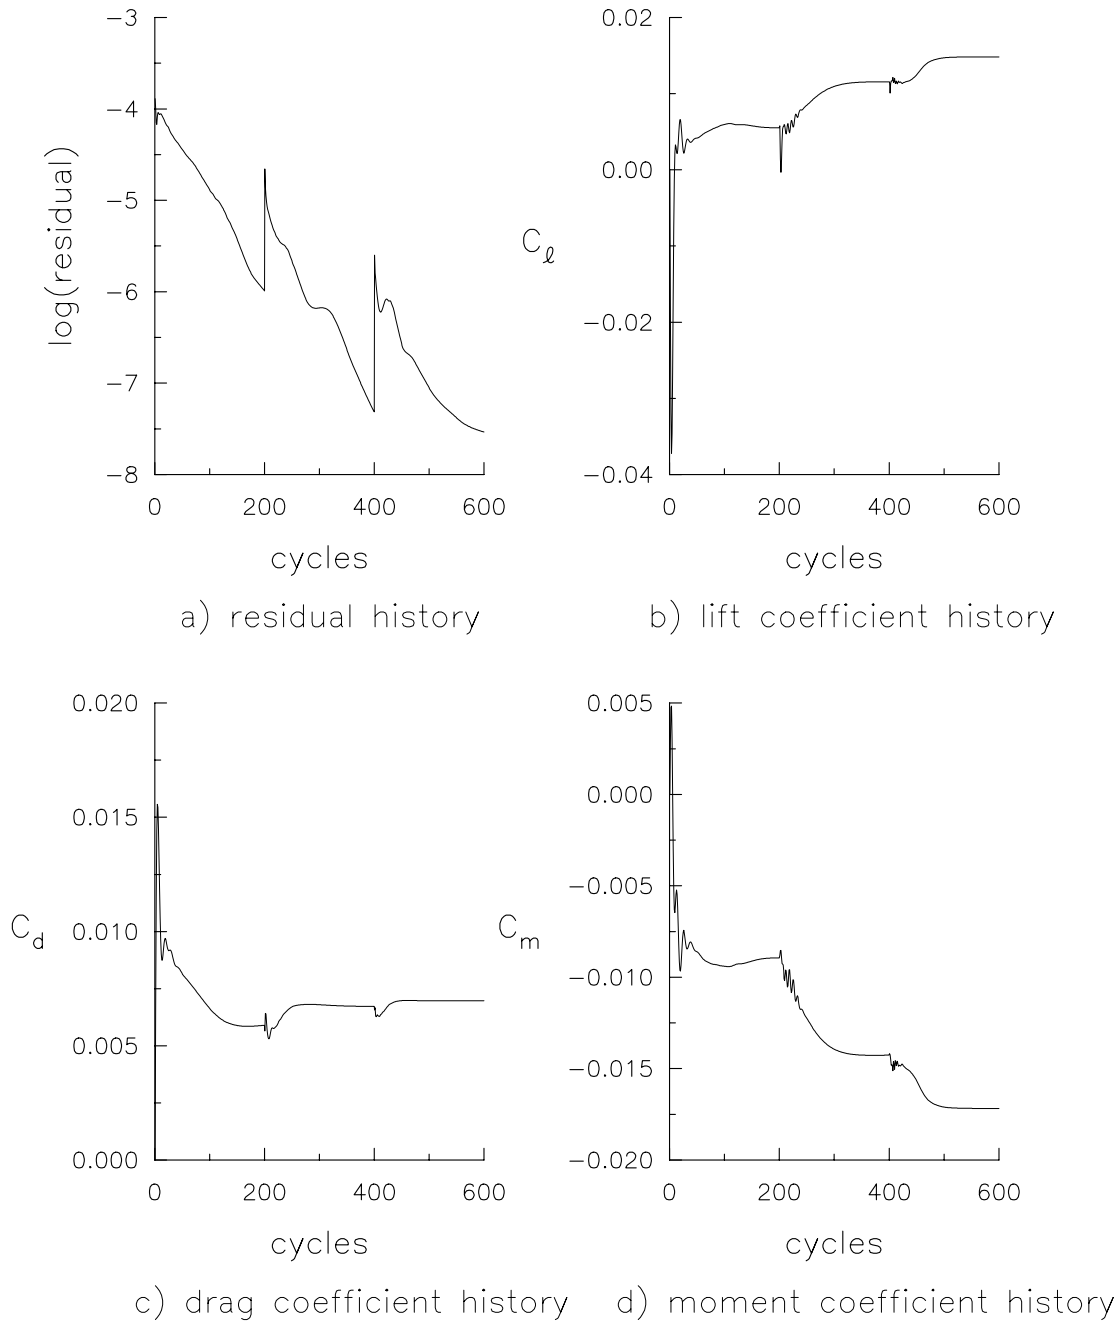 -3
-4
-5
-6
-7
-8
log(residual)
0 200 400 600
cycles
a) residual history
0.02
0.00
-0.02
-0.04
Cℓ
0 200 400 600
cycles
b) lift coefficient history
0.020
0.015
0.010
0.005
0.000
Cd
0 200 400 600
cycles
c) drag coefficient history
0.005
0.000
-0.005
-0.010
-0.015
-0.020
Cm
0 200 400 600
cycles
d) moment coefficient history